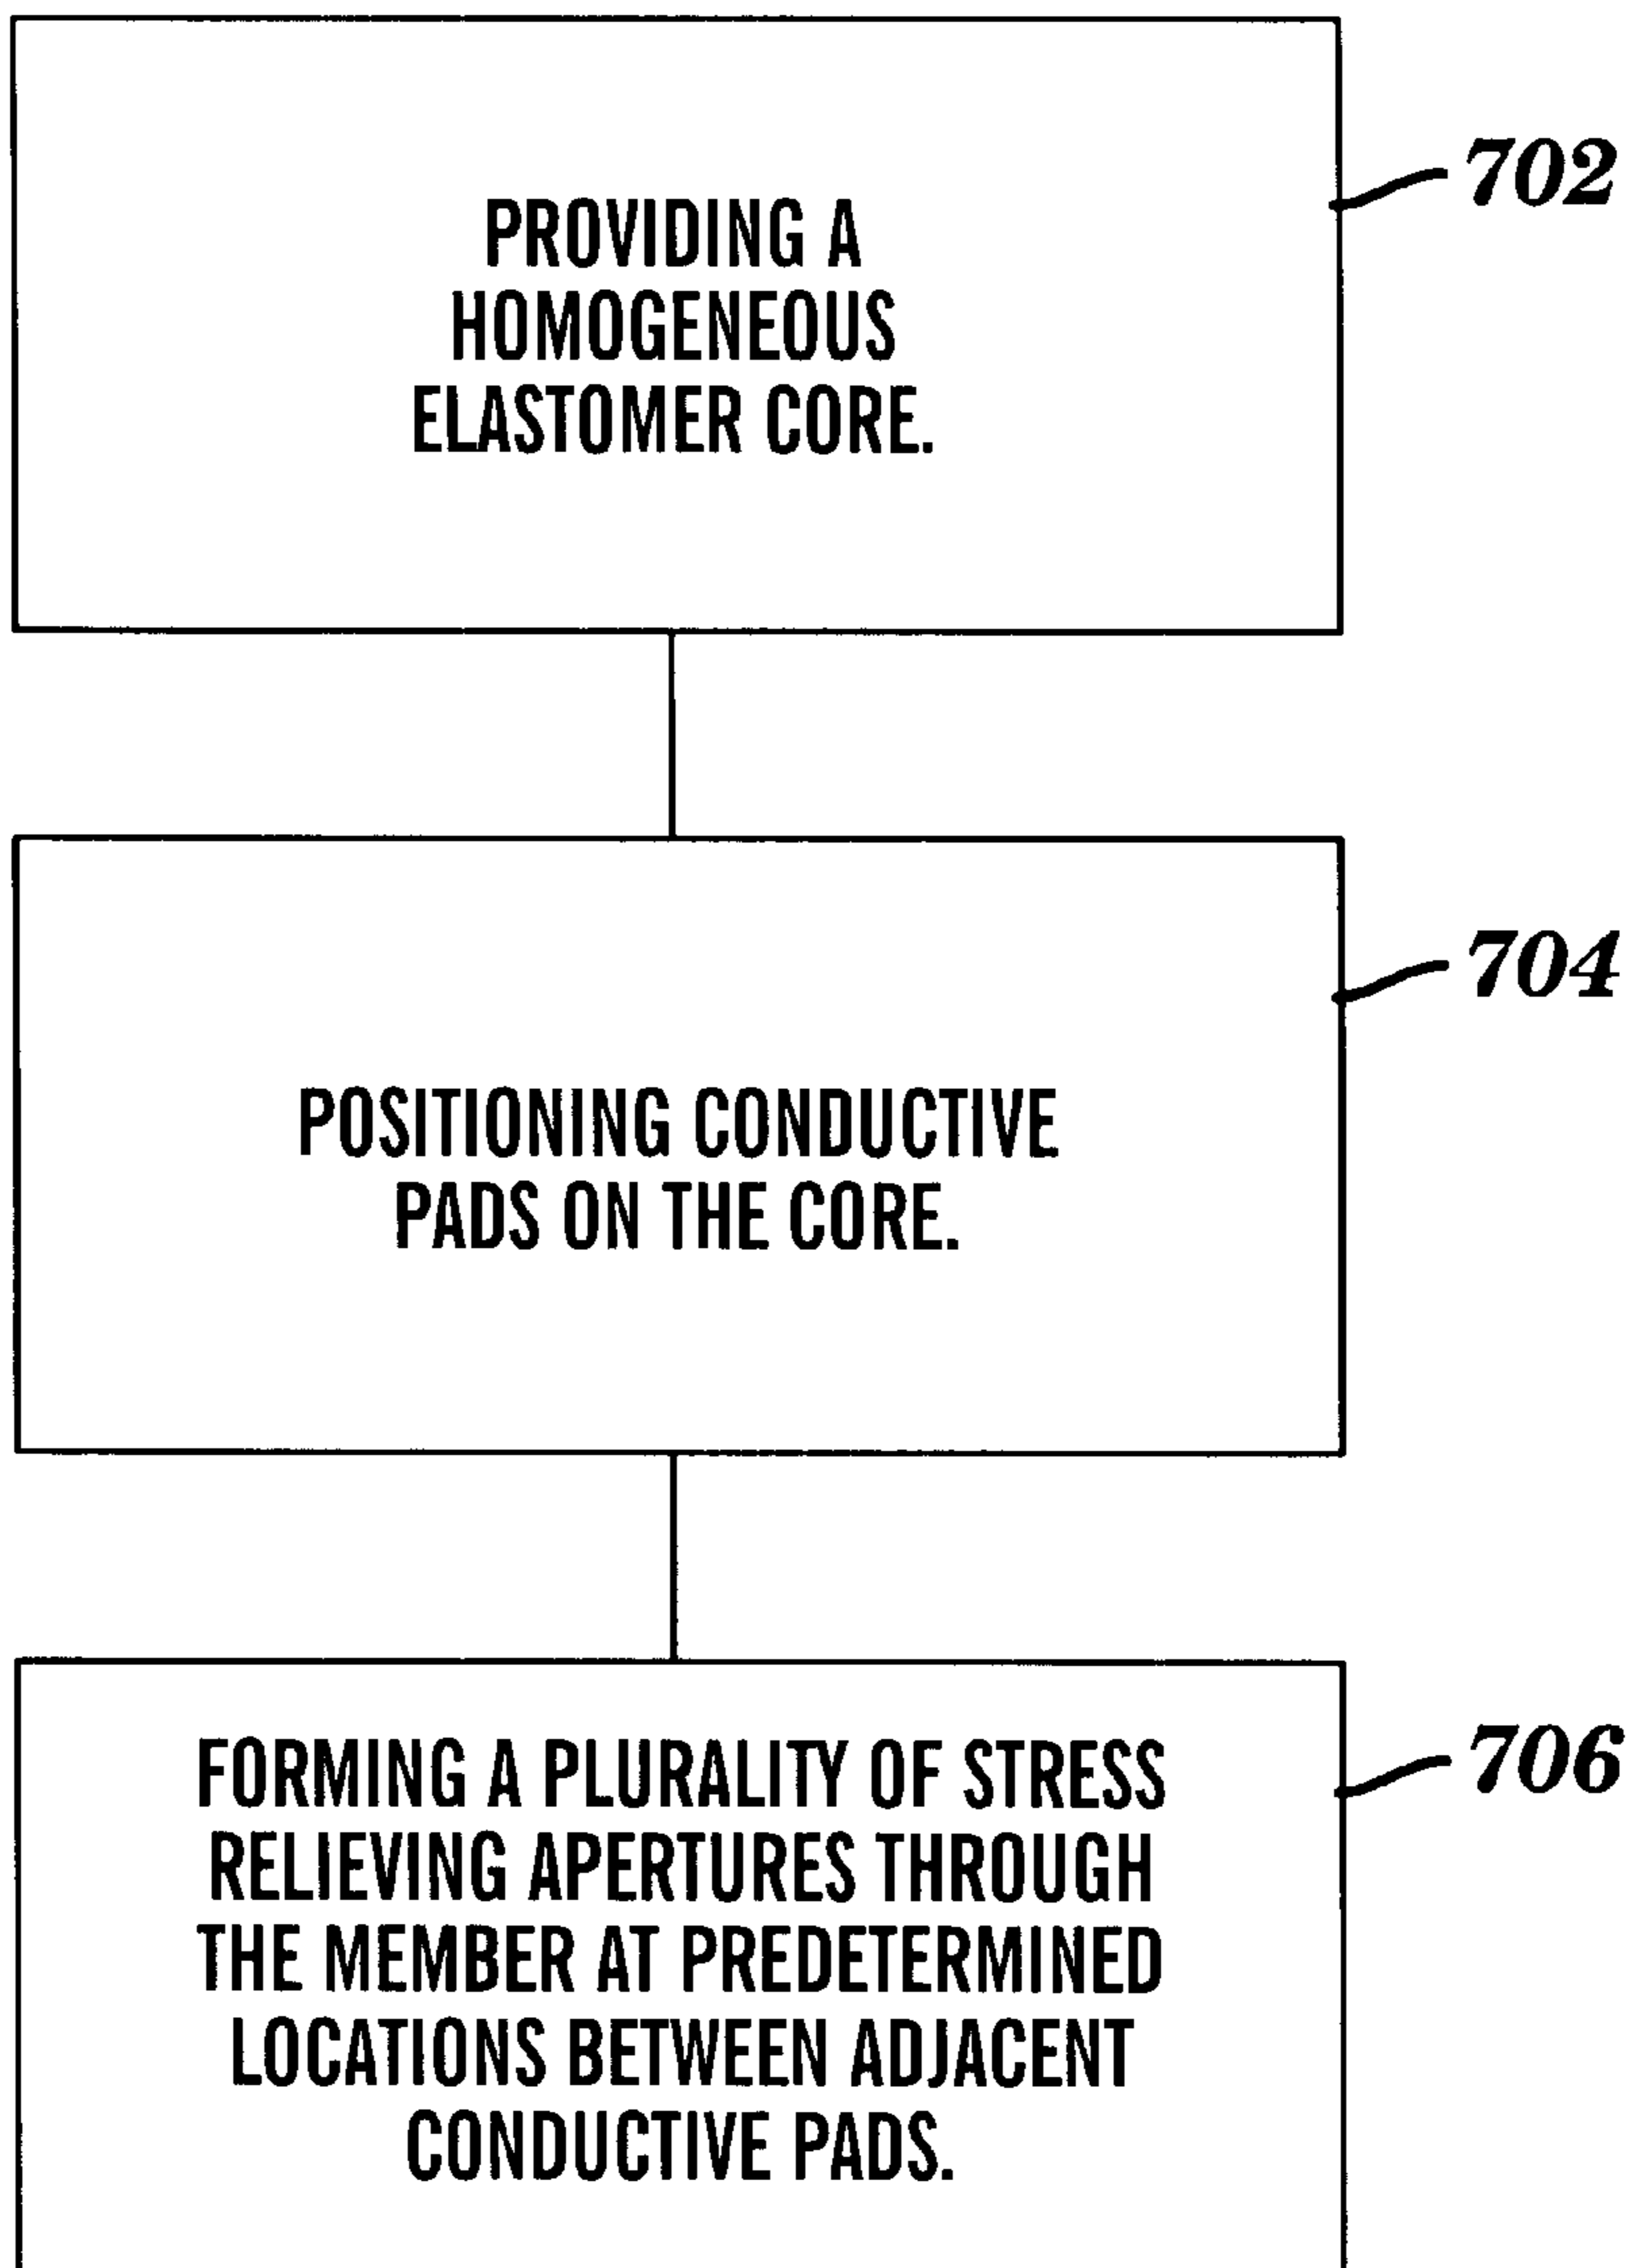 PROVIDING A
HOMOGENEOUS
ELASTOMER CORE.
702
POSITIONING CONDUCTIVE
PADS ON THE CORE.
704
FORMING A PLURALITY OF STRESS
RELIEVING APERTURES THROUGH
THE MEMBER AT PREDETERMINED
LOCATIONS BETWEEN ADJACENT
CONDUCTIVE PADS.
706